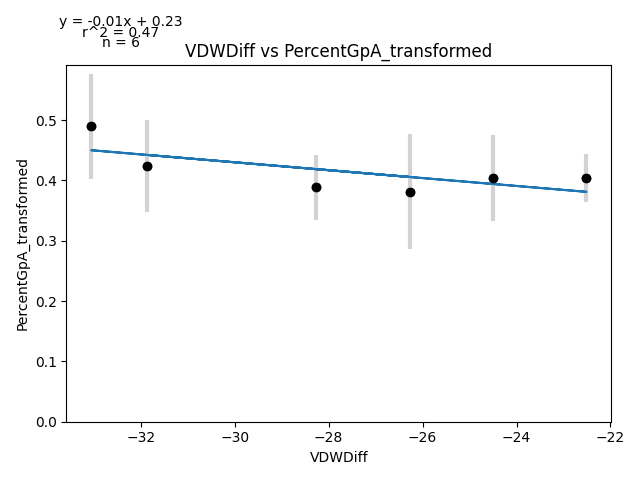 y = -0.01x + 0.23
r^2 = 0.47
n = 6
VDWDiff vs PercentGpA_transformed
PercentGpA_transformed
0.5
0.4
0.3
0.2
0.1
0.0
−32
−30
−28
−26
−24
−22
VDWDiff